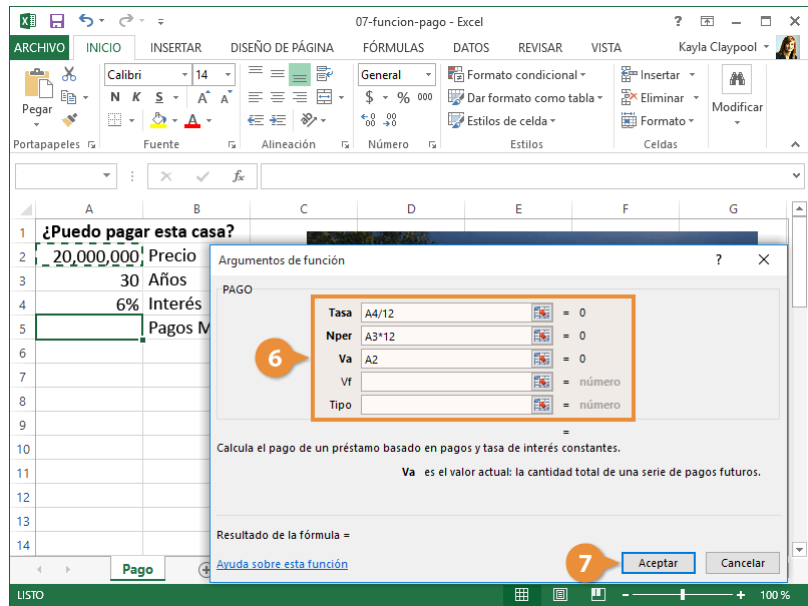 07-funcion-pago - Excel
ARCHIVO INICIO INSERTAR DISEÑO DE PÁGINA FÓRMULAS DATOS REVISAR VISTA Kayla Claypool
Pegar
Calibri 14
N K S A A
A
General
$ % 000
Formato condicional
Dar formato como tabla
Estilos de celda
Insertar
Eliminar
Formato
Modificar
Portapapeles Fuente Alineación Número Estilos Celdas
fx
A B C D E F G
1 ¿Puedo pagar esta casa?
2 20,000,000 Precio
3 30 Años
4 6% Interés
5 Pagos M
6
7
8
9
10
11
12
13
14
Argumentos de función ?
PAGO
Tasa A4/12 = 0
Nper A3*12 = 0
Va A2 = 0
Vf = número
Tipo = número
6
=
Calcula el pago de un préstamo basado en pagos y tasa de interés constantes.
Va es el valor actual: la cantidad total de una serie de pagos futuros.
Resultado de la fórmula =
Ayuda sobre esta función
7
Aceptar Cancelar
Pago
LISTO 100 %